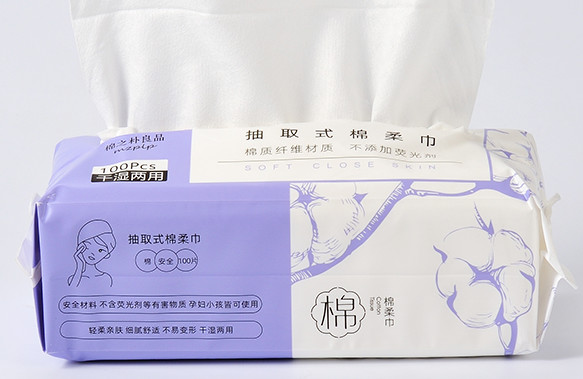 棉之朴良品
mzplp
抽取式棉柔巾
棉质纤维材质 不添加荧光剂
SOFT CLOSE SKIN
100Pcs
干湿两用
抽取式棉柔巾
棉 安全 100片
安全材料 不含荧光剂等有害物质 孕妇小孩皆可使用
轻柔亲肤 细腻舒适 不易变形 干湿两用
棉
棉柔巾
Cotton
Tissue